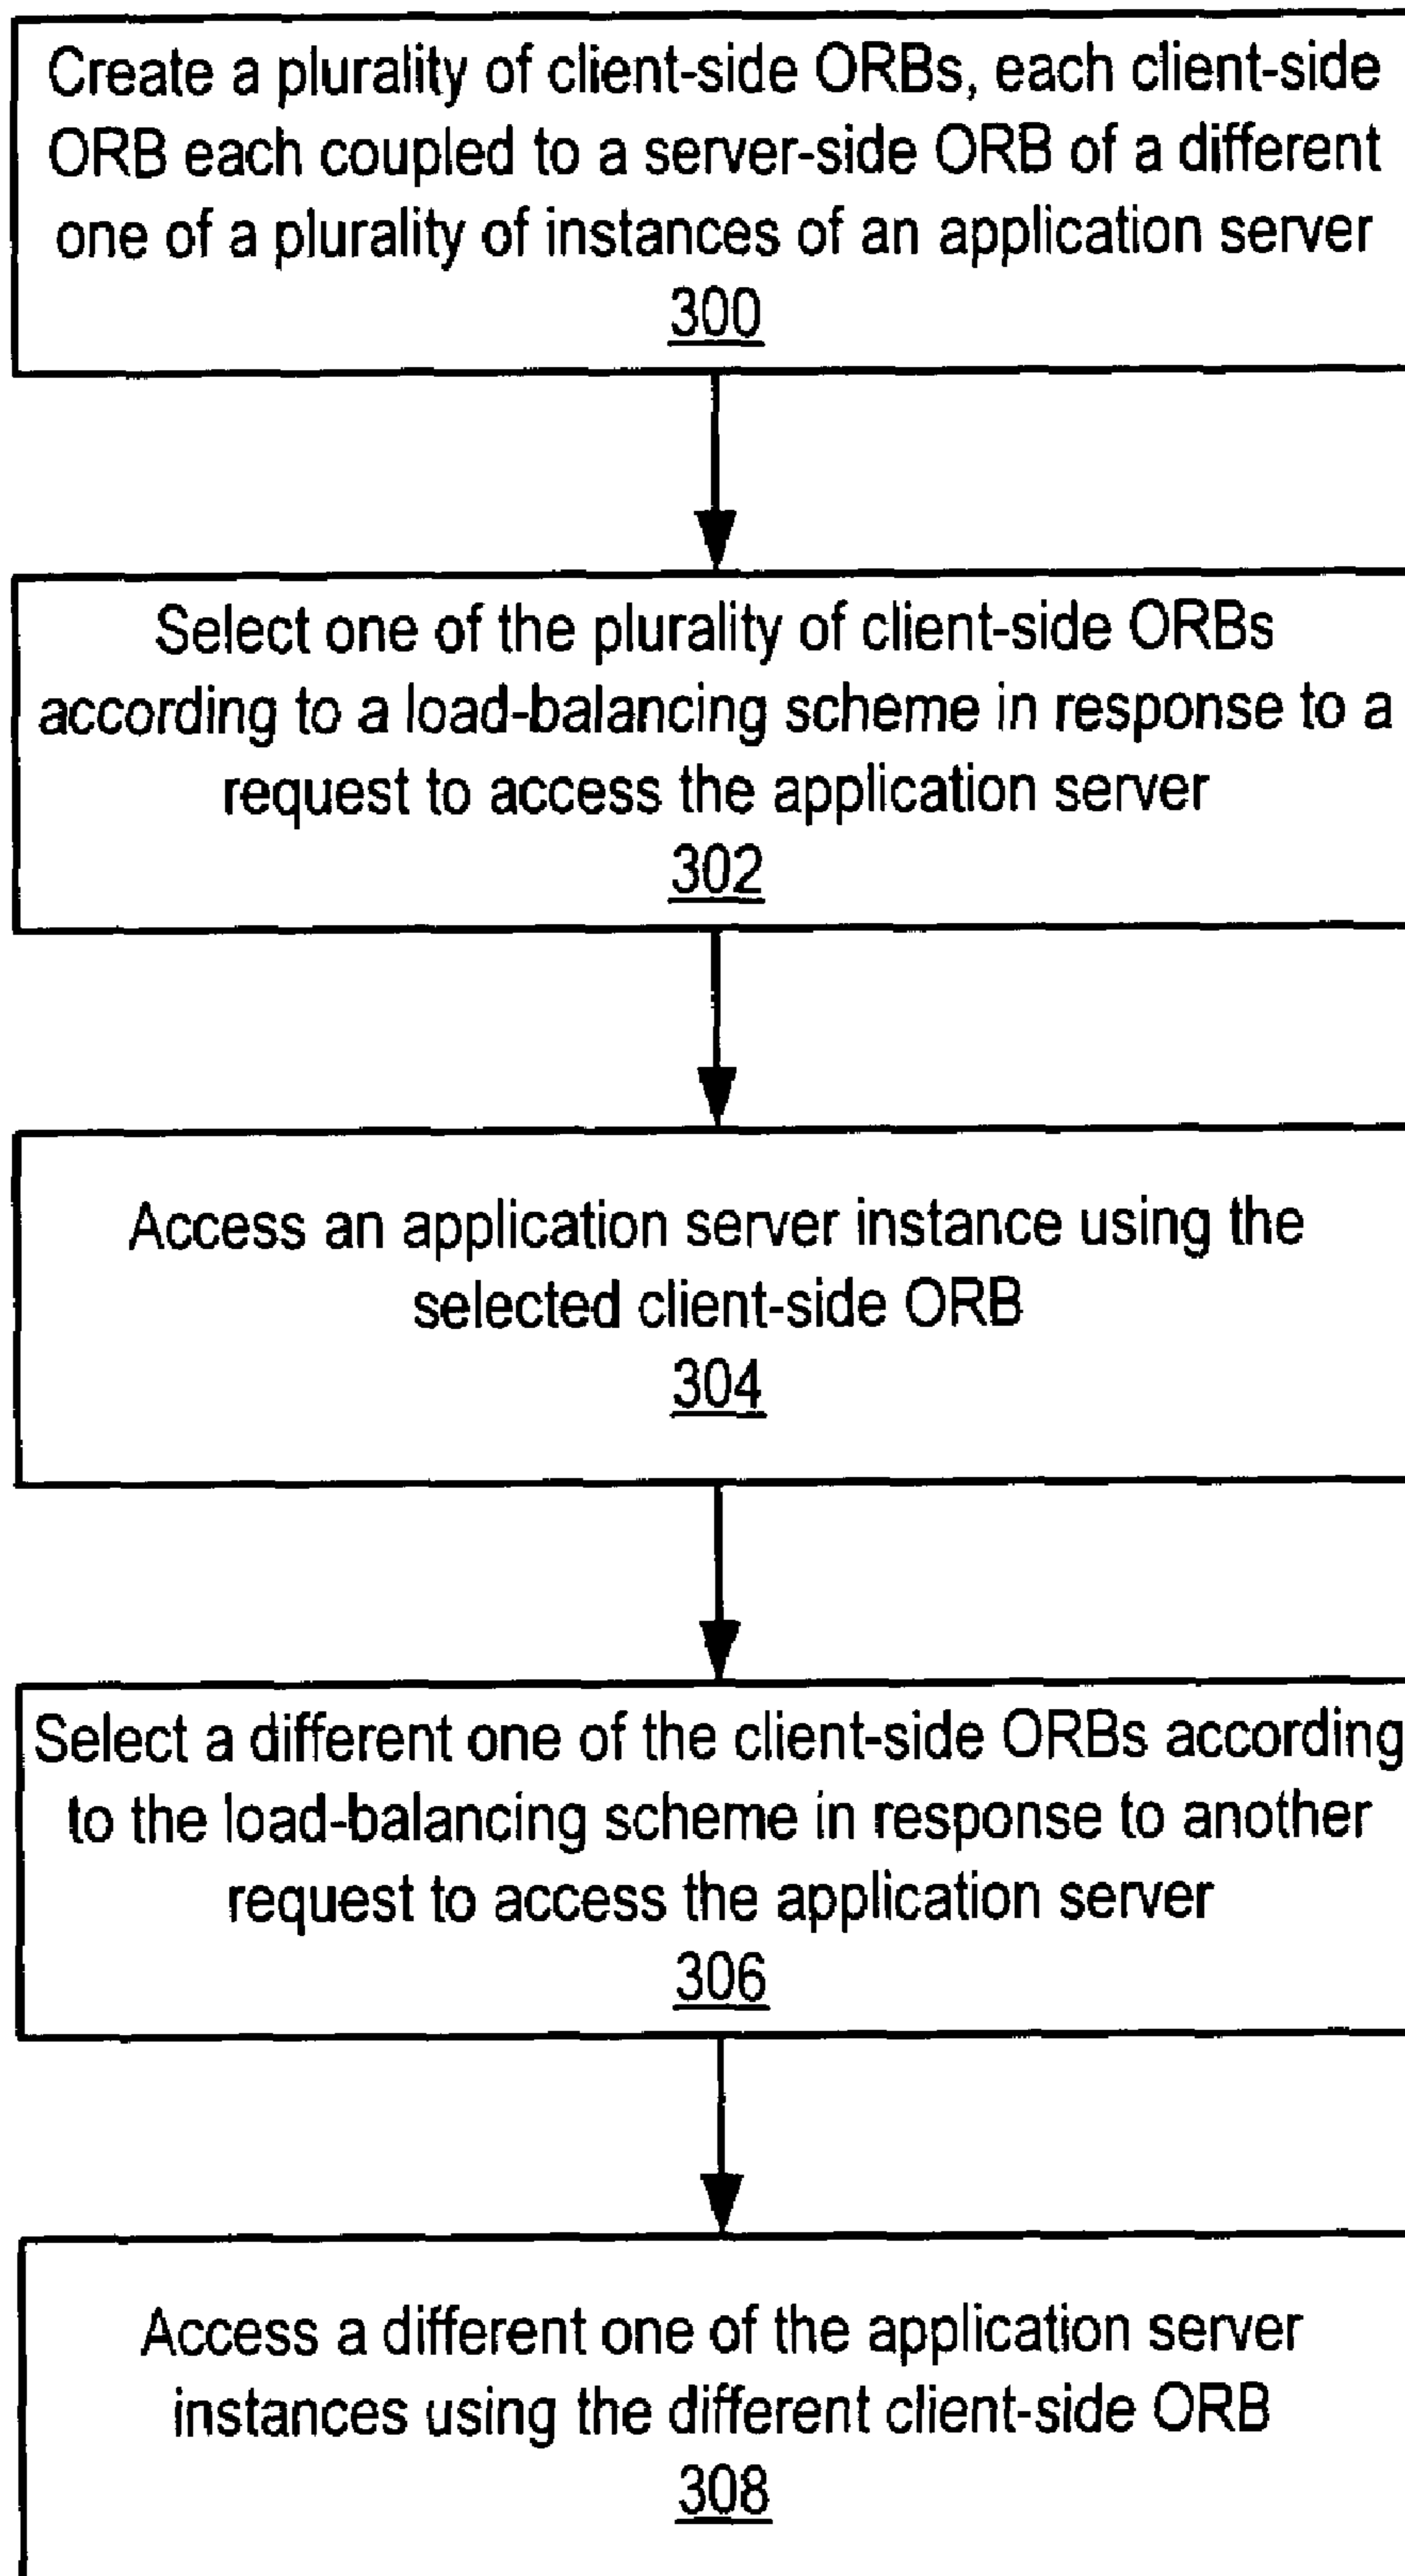 Create a plurality of client-side ORBs, each client-side
ORB each coupled to a server-side ORB of a different
one of a plurality of instances of an application server
300
Select one of the plurality of client-side ORBs
according to a load-balancing scheme in response to a
request to access the application server
302
Access an application server instance using the
selected client-side ORB
304
Select a different one of the client-side ORBs according
to the load-balancing scheme in response to another
request to access the application server
306
Access a different one of the application server
instances using the different client-side ORB
308